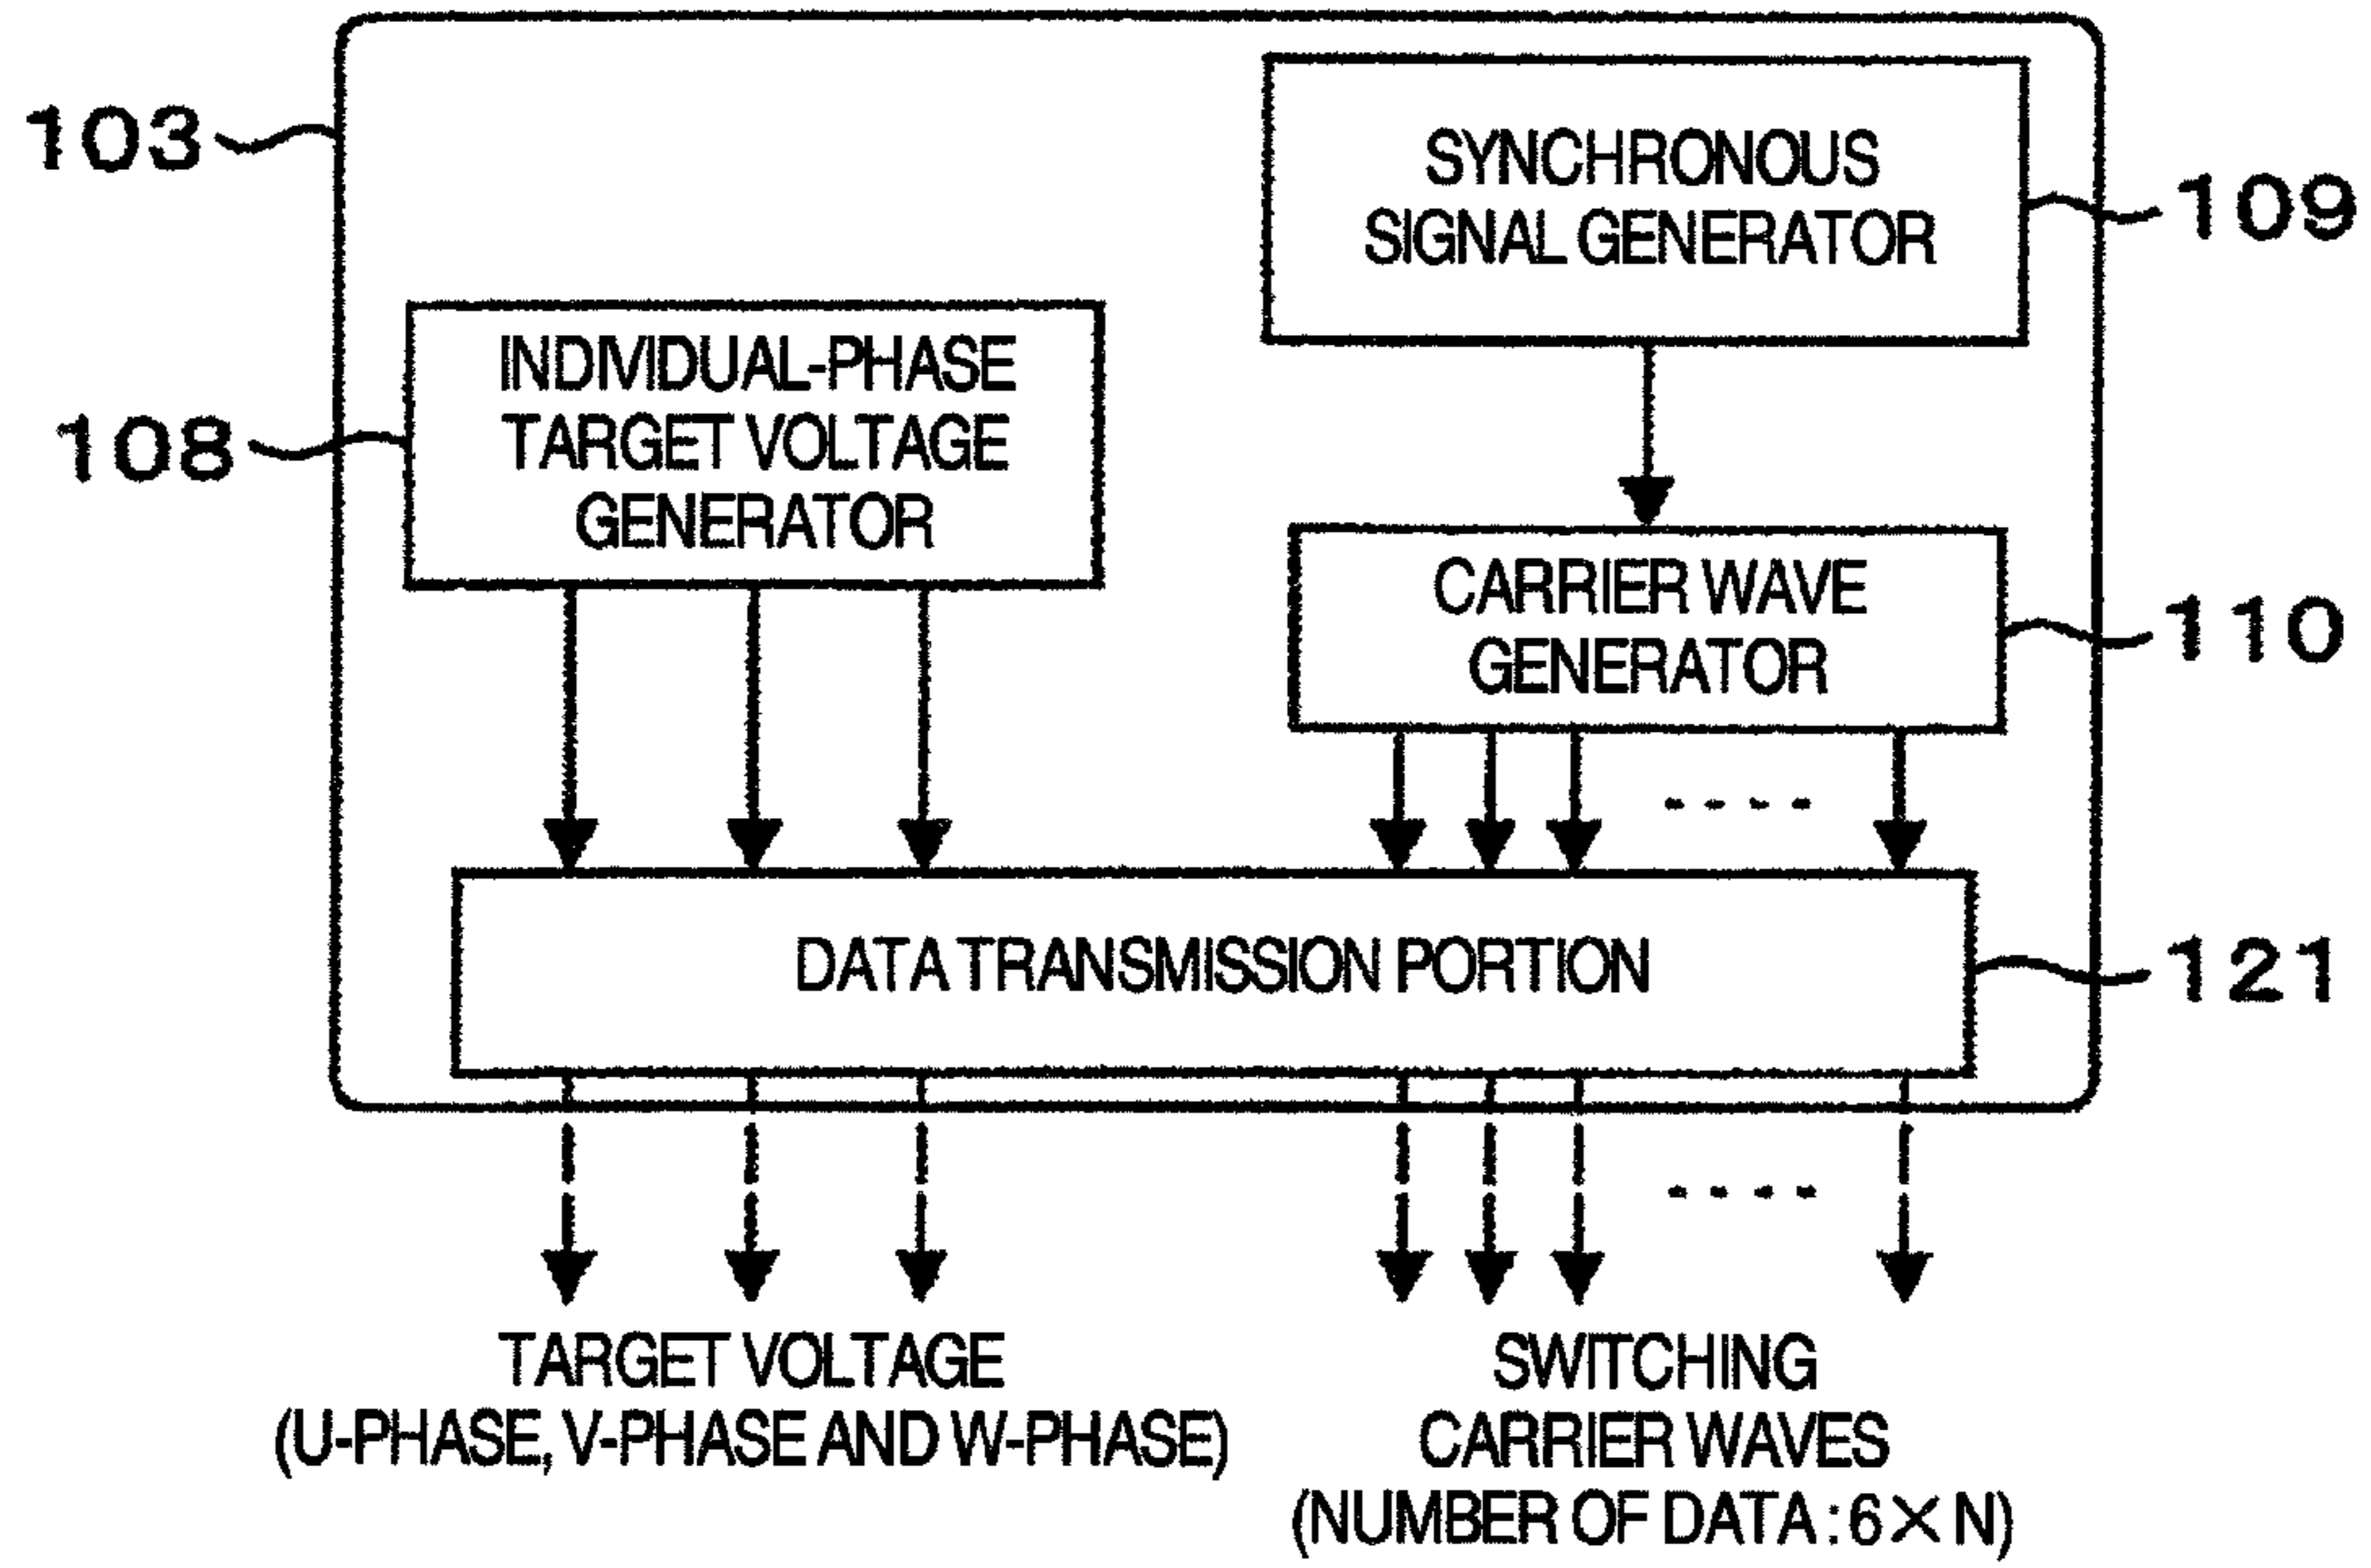 103
SYNCHRONOUS
SIGNAL GENERATOR
109
INDIVIDUAL-PHASE
TARGET VOLTAGE
GENERATOR
108
CARRIER WAVE
GENERATOR
110
DATA TRANSMISSION PORTION
121
TARGET VOLTAGE
(U-PHASE, V-PHASE AND W-PHASE)
SWITCHING
CARRIER WAVES
(NUMBER OF DATA : 6×N)